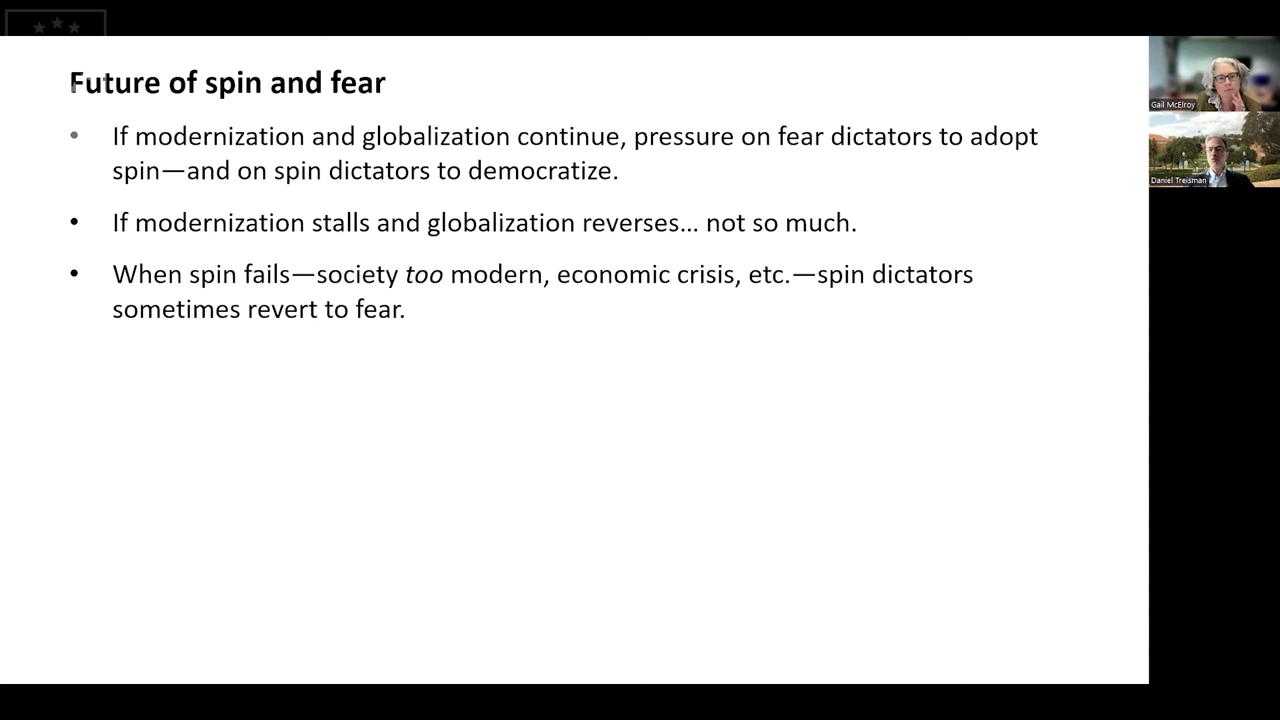 Future of spin and fear
• If modernization and globalization continue, pressure on fear dictators to adopt
spin—and on spin dictators to democratize.
• If modernization stalls and globalization reverses... not so much.
• When spin fails—society too modern, economic crisis, etc.—spin dictators
sometimes revert to fear.
Gail McElroy
Daniel Treisman